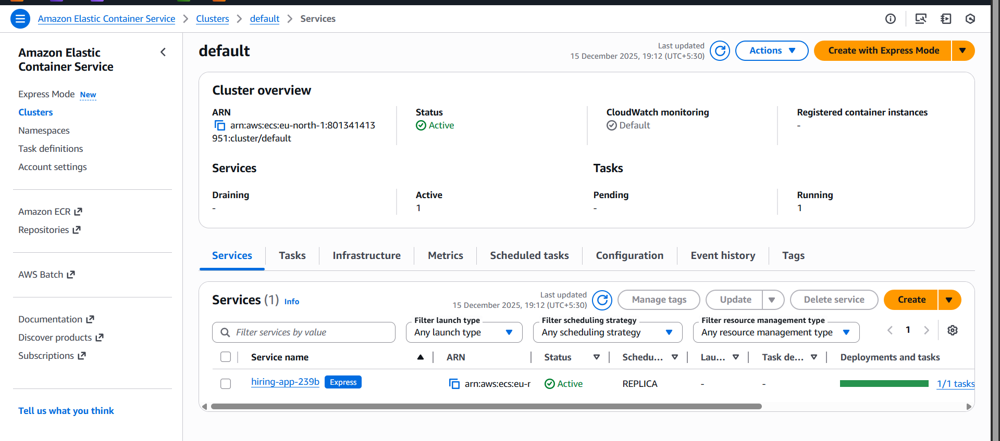 Amazon Elastic Container Service > Clusters > default > Services
Amazon Elastic
Container Service
Express Mode New
Clusters
Namespaces
Task definitions
Account settings
Amazon ECR
Repositories
AWS Batch
Documentation
Discover products
Subscriptions
Tell us what you think
default
Last updated
15 December 2025, 19:12 (UTC+5:30)
Actions
Create with Express Mode
Cluster overview
ARN
arn:aws:ecs:eu-north-1:801341413
951:cluster/default
Status
Active
CloudWatch monitoring
Default
Registered container instances
-
Services
Tasks
Draining
-
Active
1
Pending
-
Running
1
Services Tasks Infrastructure Metrics Scheduled tasks Configuration Event history Tags
Services (1) Info
Last updated
15 December 2025, 19:12 (UTC+5:30)
Manage tags
Update
Delete service
Create
Filter services by value
Filter launch type
Any launch type
Filter scheduling strategy
Any scheduling strategy
Filter resource management type
Any resource management type
1
Service name ARN Status Schedu... Lau... Task de... Deployments and tasks
hiring-app-239b Express arn:aws:ecs:eu-r Active REPLICA - - 1/1 tasks